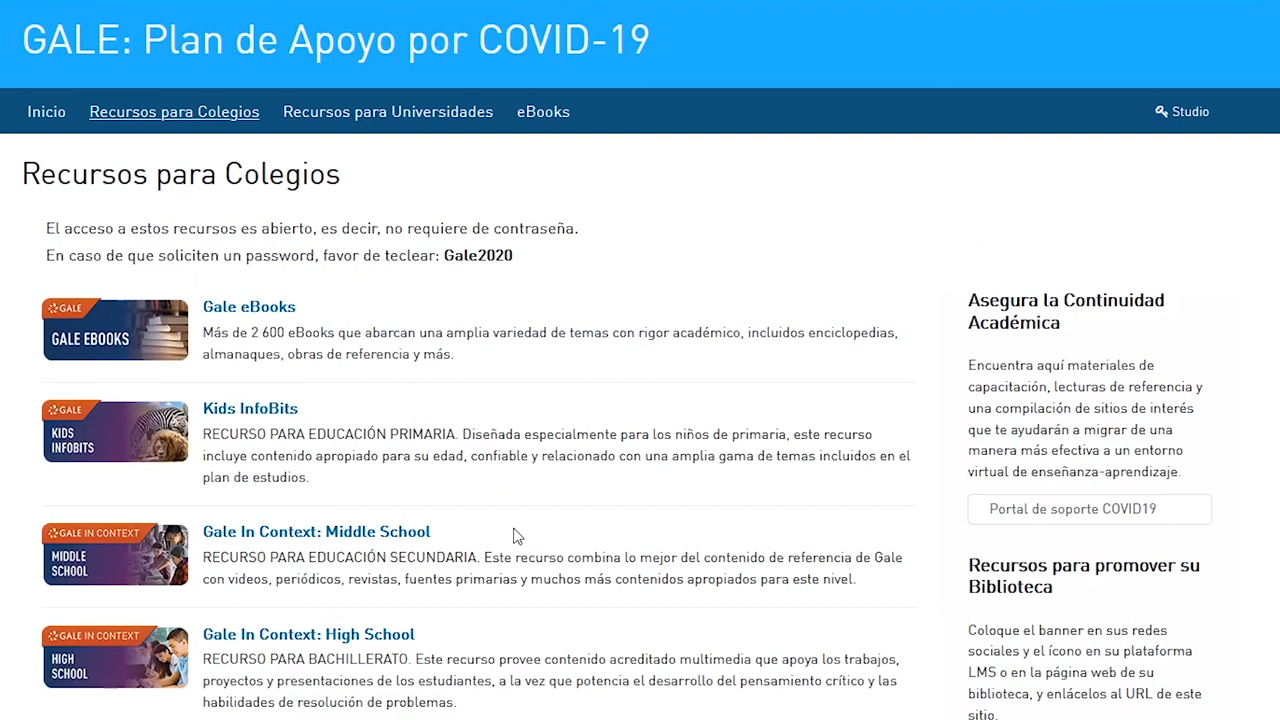 GALE: Plan de Apoyo por COVID-19
Inicio
Recursos para Colegios
Recursos para Universidades
eBooks
Studio
Recursos para Colegios
El acceso a estos recursos es abierto, es decir, no requiere de contraseña.
En caso de que soliciten un password, favor de teclear: Gale2020
GALE
GALE EBOOKS
Gale eBooks
Más de 2 600 eBooks que abarcan una amplia variedad de temas con rigor académico, incluidos enciclopedias,
almanaques, obras de referencia y más.
GALE
KIDS
INFOBITS
Kids InfoBits
RECURSO PARA EDUCACIÓN PRIMARIA. Diseñada especialmente para los niños de primaria, este recurso
incluye contenido apropiado para su edad, confiable y relacionado con una amplia gama de temas incluidos en el
plan de estudios.
GALE IN CONTEXT
MIDDLE
SCHOOL
Gale In Context: Middle School
RECURSO PARA EDUCACIÓN SECUNDARIA. Este recurso combina lo mejor del contenido de referencia de Gale
con videos, periódicos, revistas, fuentes primarias y muchos más contenidos apropiados para este nivel.
GALE IN CONTEXT
HIGH
SCHOOL
Gale In Context: High School
RECURSO PARA BACHILLERATO. Este recurso provee contenido acreditado multimedia que apoya los trabajos,
proyectos y presentaciones de los estudiantes, a la vez que potencia el desarrollo del pensamiento crítico y las
habilidades de resolución de problemas.
Asegura la Continuidad
Académica
Encuentra aquí materiales de
capacitación, lecturas de referencia y
una compilación de sitios de interés
que te ayudarán a migrar de una
manera más efectiva a un entorno
virtual de enseñanza-aprendizaje.
Portal de soporte COVID19
Recursos para promover su
Biblioteca
Coloque el banner en sus redes
sociales y el ícono en su plataforma
LMS o en la página web de su
biblioteca, y enlácelos al URL de este
sitio.